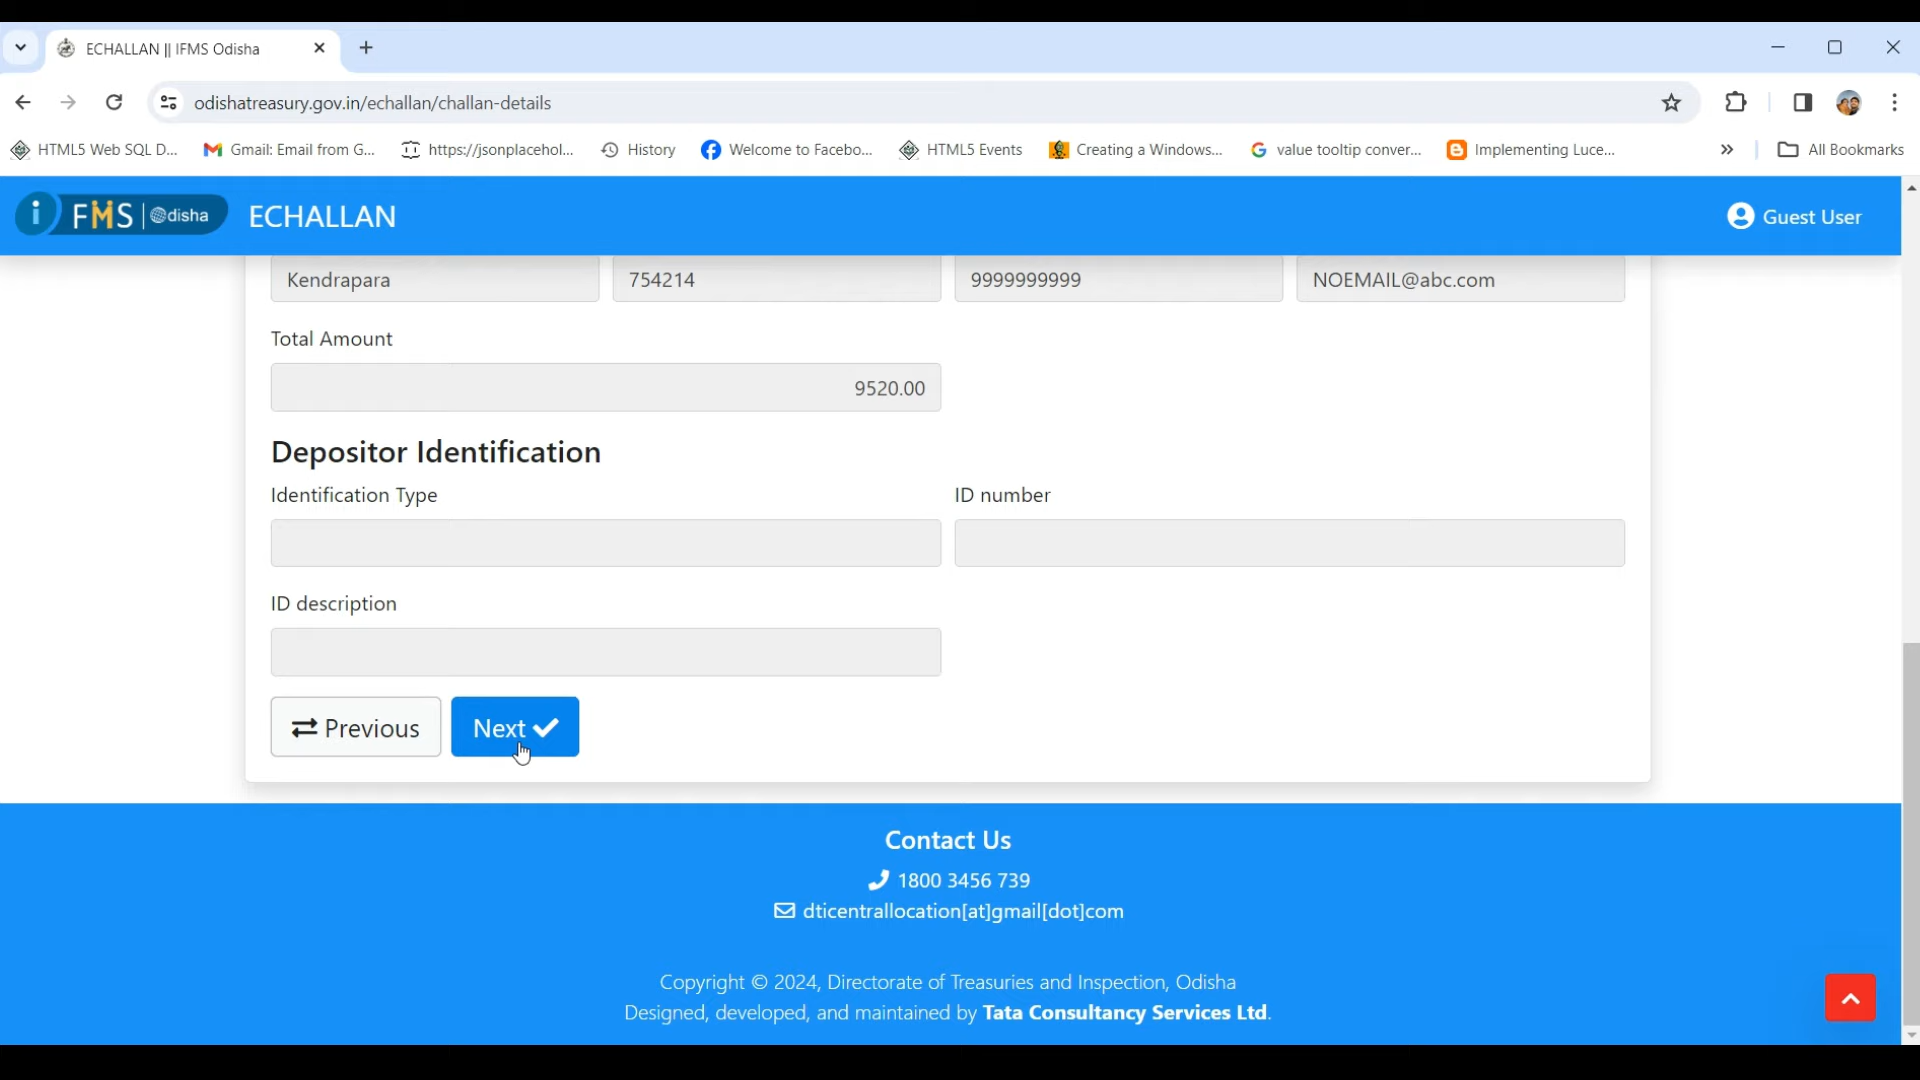 ECHALLAN || IFMS Odisha
odishatreasury.gov.in/echallan/challan-details
HTML5 Web SQL D... Gmail: Email from G... https://jsonplacehol... History Welcome to Facebo... HTML5 Events Creating a Windows... value tooltip conver... Implementing Luce... » All Bookmarks
i FMS | Odisha ECHALLAN Guest User
Kendrapara 754214 9999999999 NOEMAIL@abc.com
Total Amount
9520.00
Depositor Identification
Identification Type ID number
ID description
Previous Next
Contact Us
1800 3456 739
dticentrallocation[at]gmail[dot]com
Copyright © 2024, Directorate of Treasuries and Inspection, Odisha
Designed, developed, and maintained by Tata Consultancy Services Ltd.